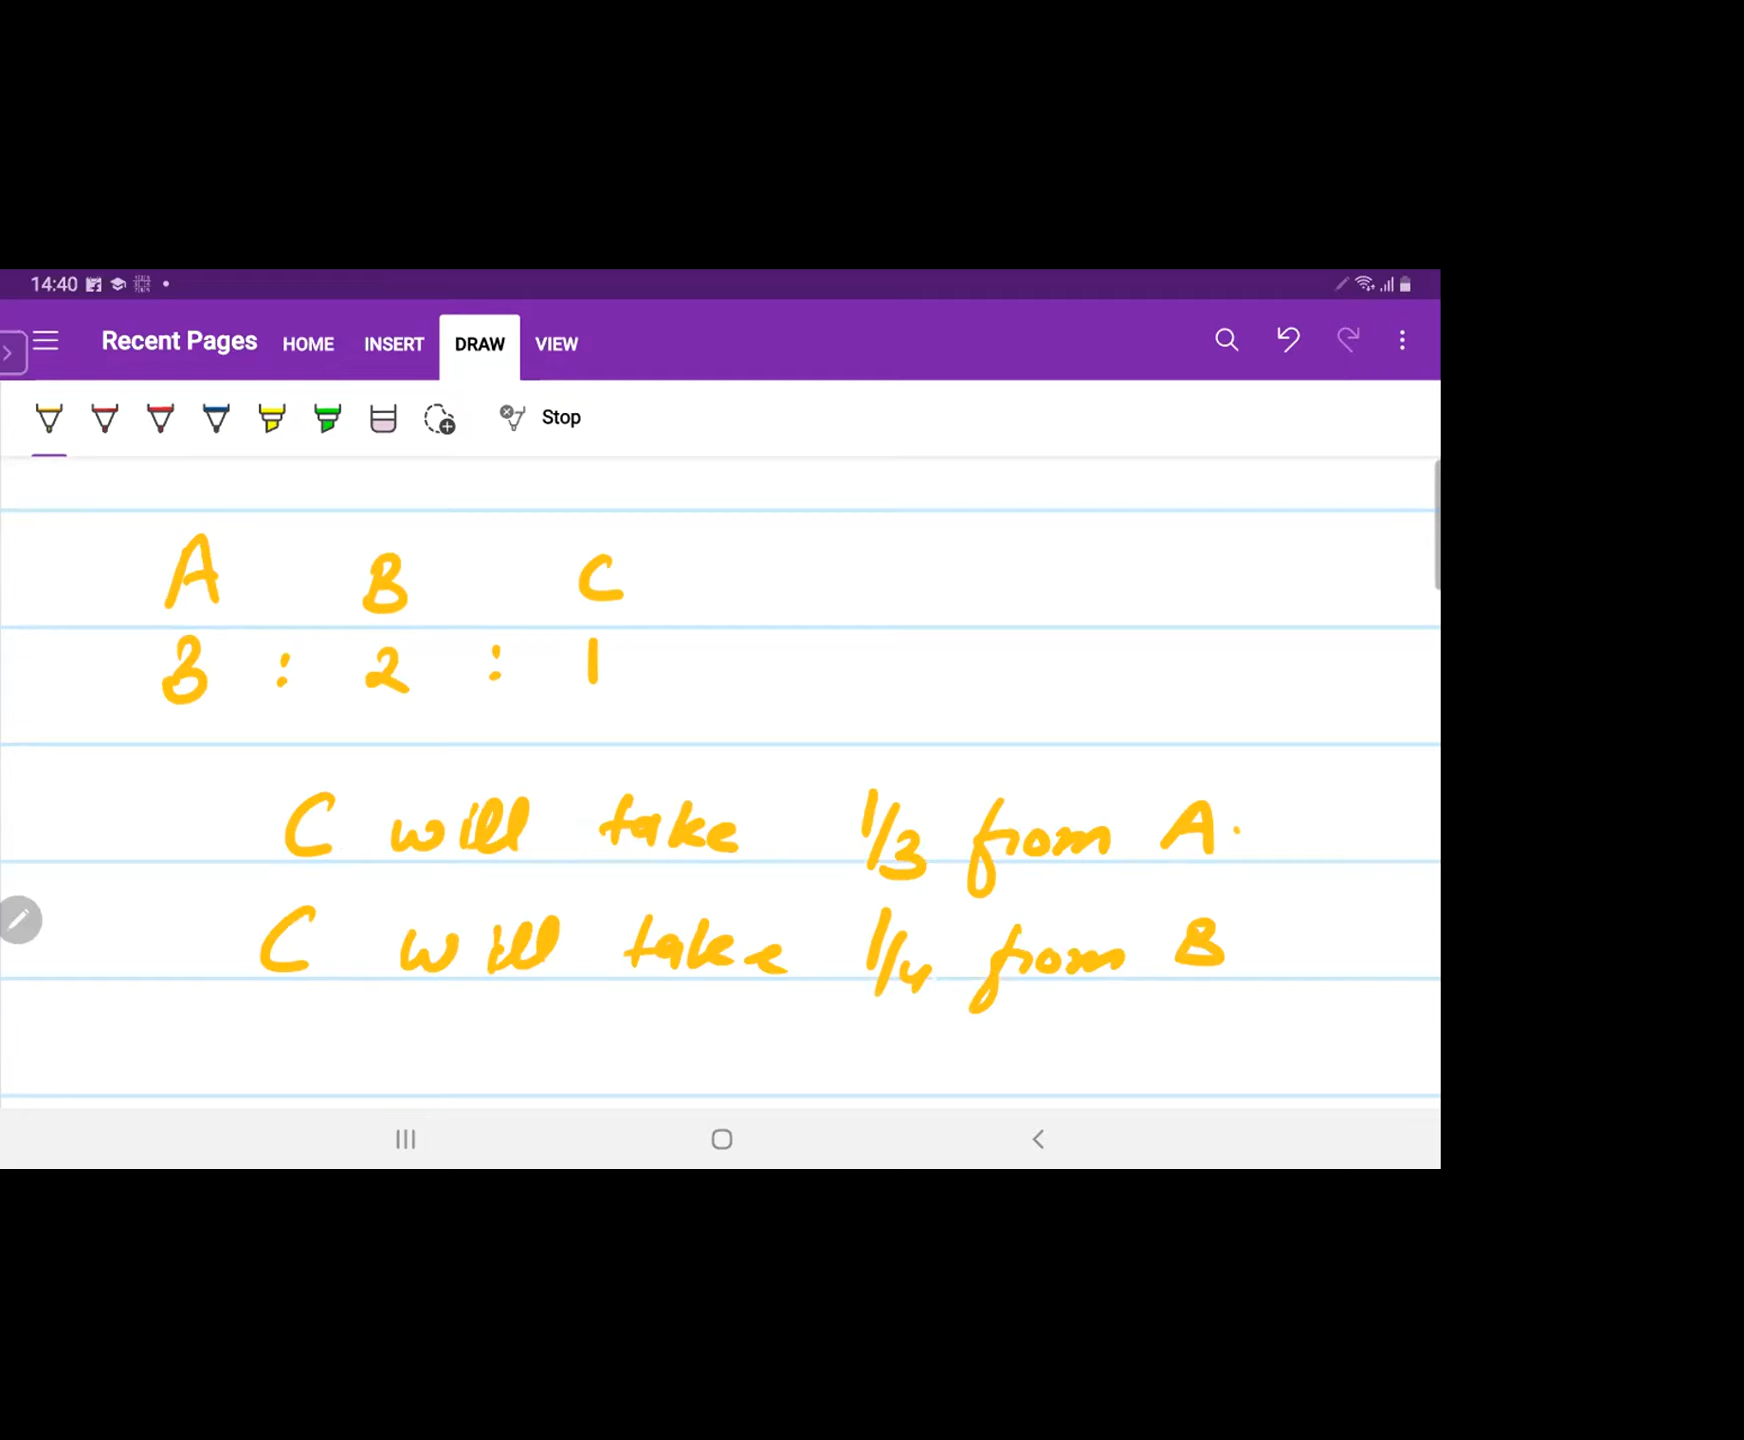 14:40
Recent Pages HOME INSERT DRAW VIEW
Stop
A B C
3 : 2 : 1
C will take 1/3 from A.
C will take 1/4 from B